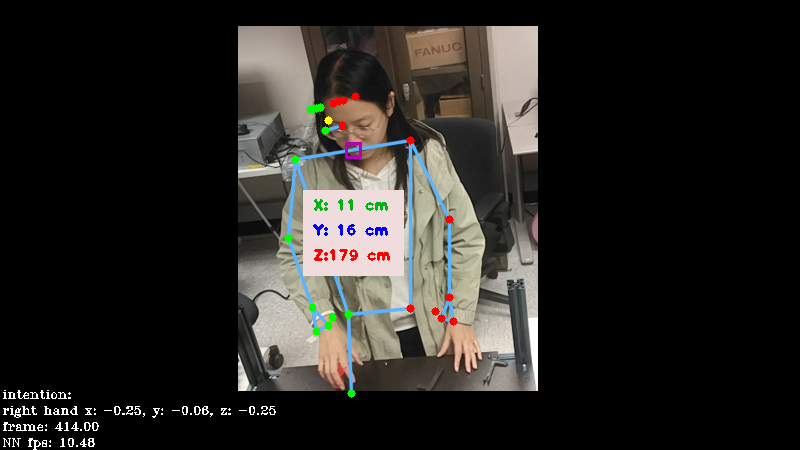 FANUC
X: 11 cm
Y: 16 cm
Z:179 cm
intention:
right hand x: -0.25, y: -0.06, z: -0.25
frame: 414.00
NN fps: 10.48